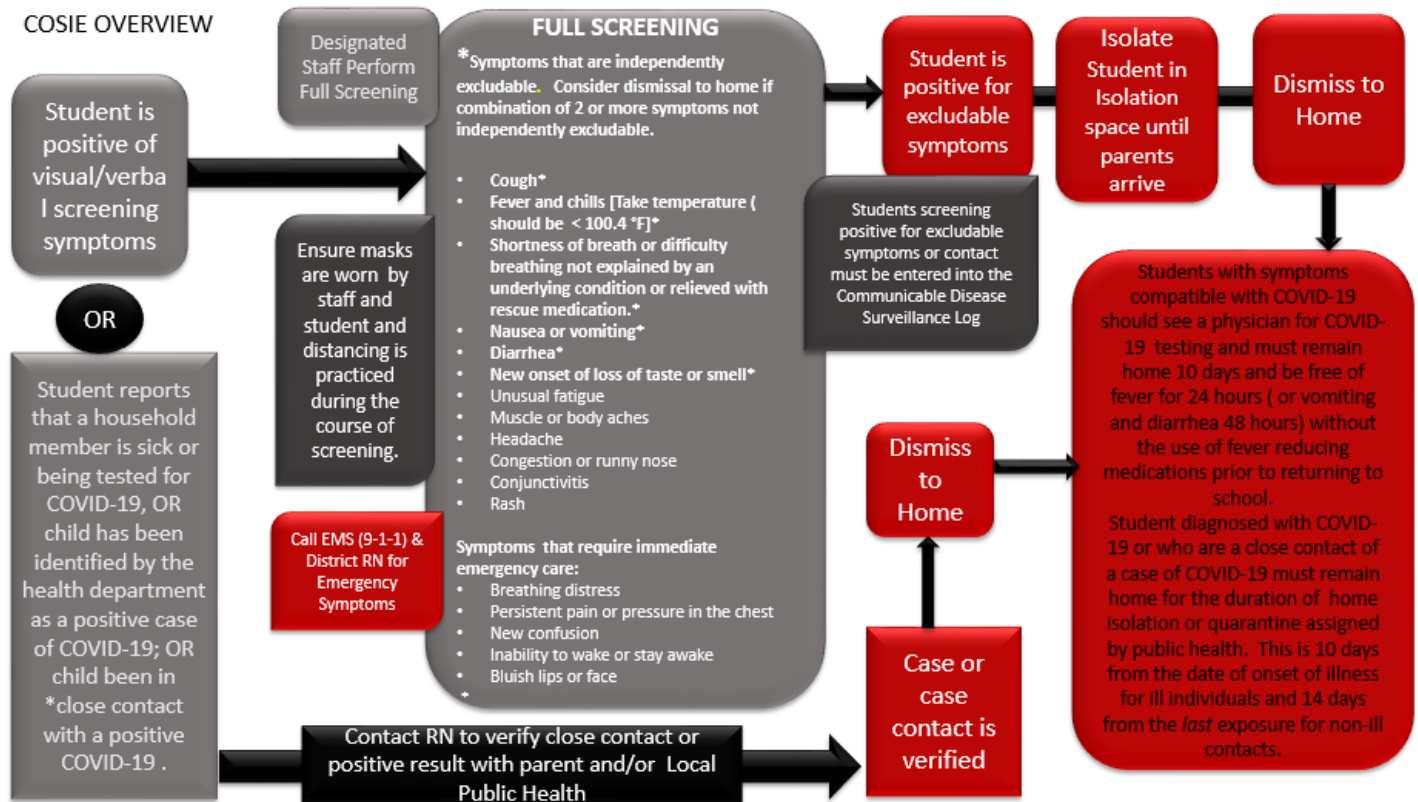 COSIE OVERVIEW
Student is
positive of
visual/verba
l screening
symptoms
OR
Student reports
that a household
member is sick or
being tested for
COVID-19, OR
child has been
identified by the
health department
as a positive case
of COVID-19; OR
child been in
*close contact
with a positive
COVID-19 .
Designated
Staff Perform
Full Screening
Ensure masks
are worn by
staff and
student and
distancing is
practiced
during the
course of
screening.
Call EMS (9-1-1) &
District RN for
Emergency
Symptoms
FULL SCREENING
*Symptoms that are independently
excludable. Consider dismissal to home if
combination of 2 or more symptoms not
independently excludable.
• Cough*
• Fever and chills [Take temperature (
should be < 100.4 °F]*
• Shortness of breath or difficulty
breathing not explained by an
underlying condition or relieved with
rescue medication.*
• Nausea or vomiting*
• Diarrhea*
• New onset of loss of taste or smell*
• Unusual fatigue
• Muscle or body aches
• Headache
• Congestion or runny nose
• Conjunctivitis
• Rash
Symptoms that require immediate
emergency care:
• Breathing distress
• Persistent pain or pressure in the chest
• New confusion
• Inability to wake or stay awake
• Bluish lips or face
*
Contact RN to verify close contact or
positive result with parent and/or Local
Public Health
Student is
positive for
excludable
symptoms
Students screening
positive for excludable
symptoms or contact
must be entered into the
Communicable Disease
Surveillance Log
Isolate
Student in
Isolation
space until
parents
arrive
Dismiss to
Home
Case or
case
contact is
verified
Dismiss
to
Home
Students with symptoms
compatible with COVID-19
should see a physician for COVID-
19 testing and must remain
home 10 days and be free of
fever for 24 hours ( or vomiting
and diarrhea 48 hours) without
the use of fever reducing
medications prior to returning to
school.
Student diagnosed with COVID-
19 or who are a close contact of
a case of COVID-19 must remain
home for the duration of home
isolation or quarantine assigned
by public health. This is 10 days
from the date of onset of illness
for ill individuals and 14 days
from the last exposure for non-ill
contacts.